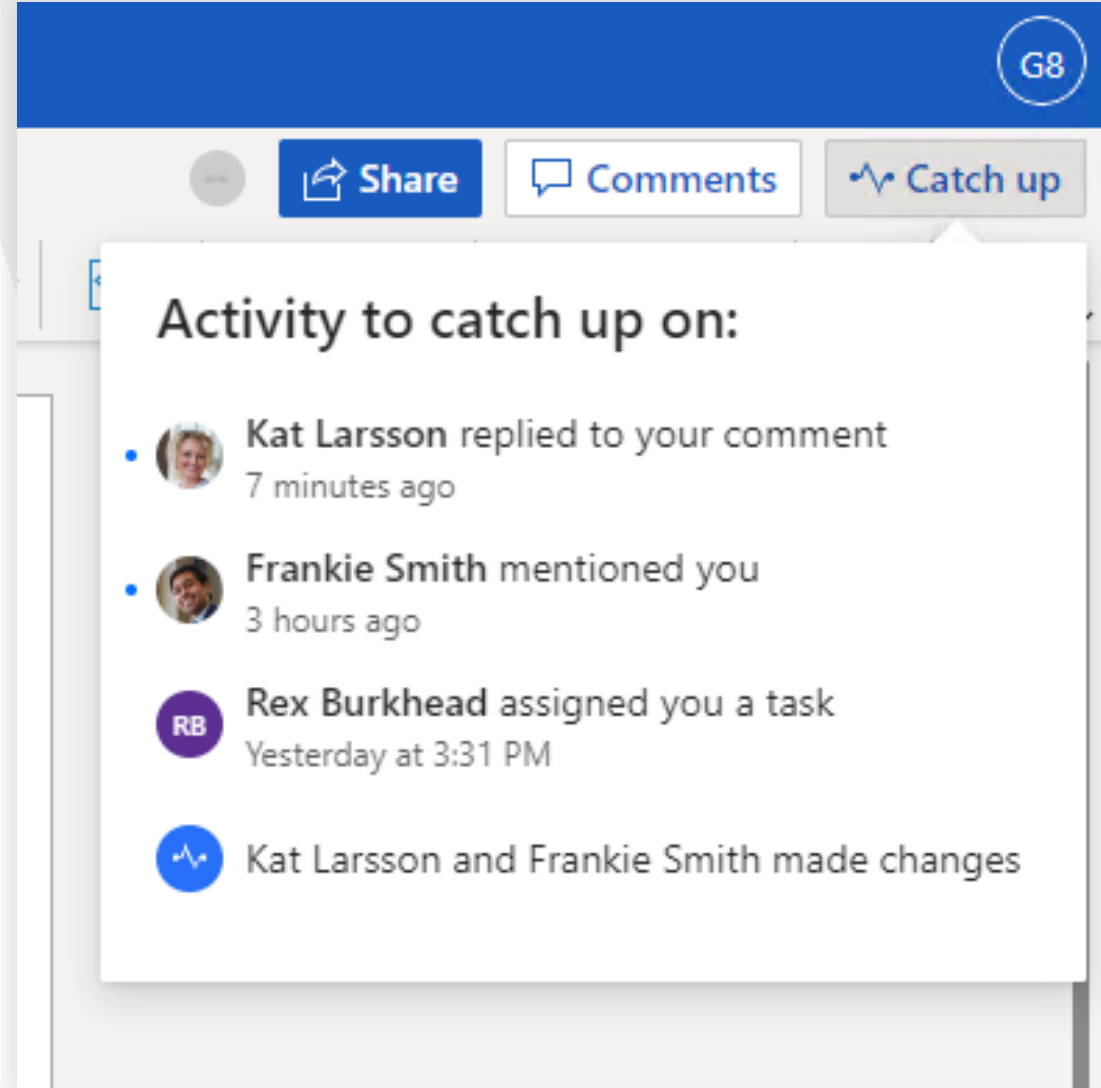 G8
Share
Comments
Catch up
Activity to catch up on:
Kat Larsson replied to your comment
7 minutes ago
Frankie Smith mentioned you
3 hours ago
RB
Rex Burkhead assigned you a task
Yesterday at 3:31 PM
Kat Larsson and Frankie Smith made changes